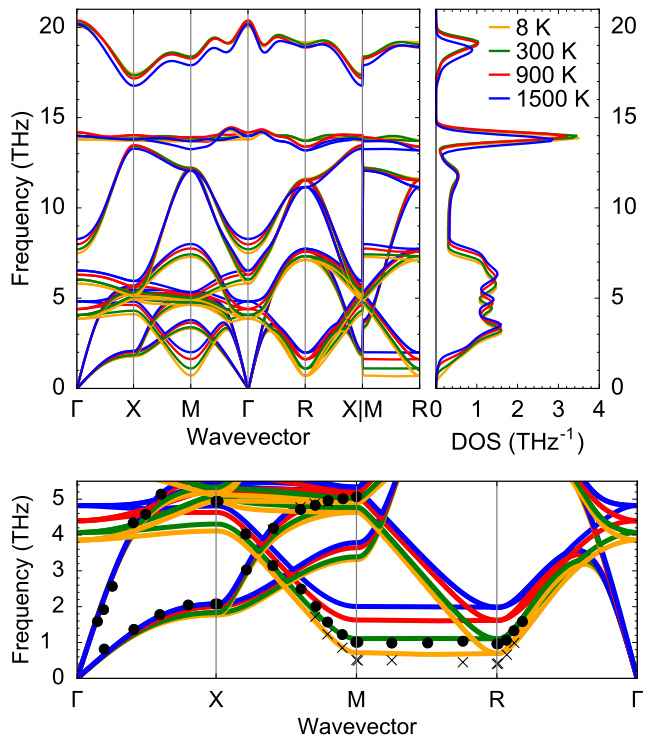 20
15
10
5
0
Frequency (THz)
Γ
X
M
Γ
R
X|M
R
Wavevector
8 K
300 K
900 K
1500 K
20
15
10
5
0
0
1
2
3
4
DOS (THz⁻¹)
5
4
3
2
1
0
Frequency (THz)
Γ
X
M
R
Γ
Wavevector